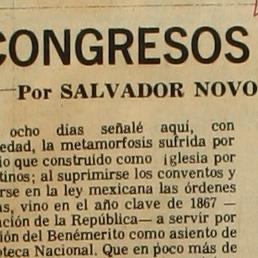 CONGRESOS
Por SALVADOR NOVO
ocho días señalé aquí, con
edad, la metamorfosis sufrida por
io que construido como iglesia por
tinos; al suprimirse los conventos y
rse en la ley mexicana las órdenes
as, vino en el año clave de 1867 —
ción de la República— a servir por
ión del Benémerito como asiento de
oteca Nacional. Que en poco más de